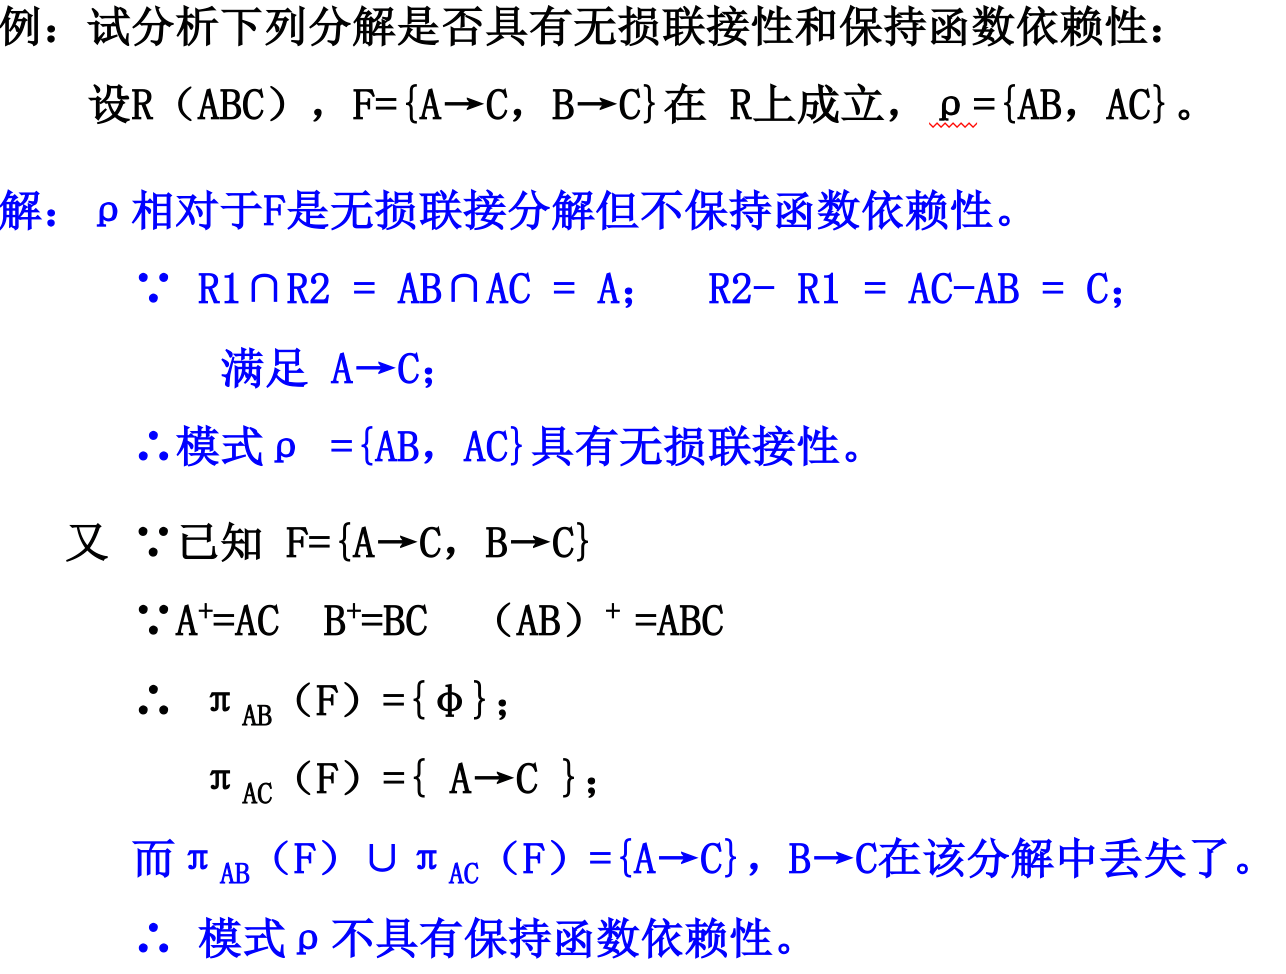 例：试分析下列分解是否具有无损联接性和保持函数依赖性：
设R（ABC），F={A→C，B→C}在 R上成立，ρ={AB，AC}。
解：ρ相对于F是无损联接分解但不保持函数依赖性。
∵ R1∩R2 = AB∩AC = A； R2- R1 = AC-AB = C；
满足 A→C；
∴模式ρ ={AB，AC}具有无损联接性。
又 ∵已知 F={A→C，B→C}
∵A⁺=AC B⁺=BC （AB）⁺ =ABC
∴ πAB（F）={Φ}；
πAC（F）={ A→C }；
而πAB（F）∪πAC（F）={A→C}，B→C在该分解中丢失了。
∴ 模式ρ不具有保持函数依赖性。